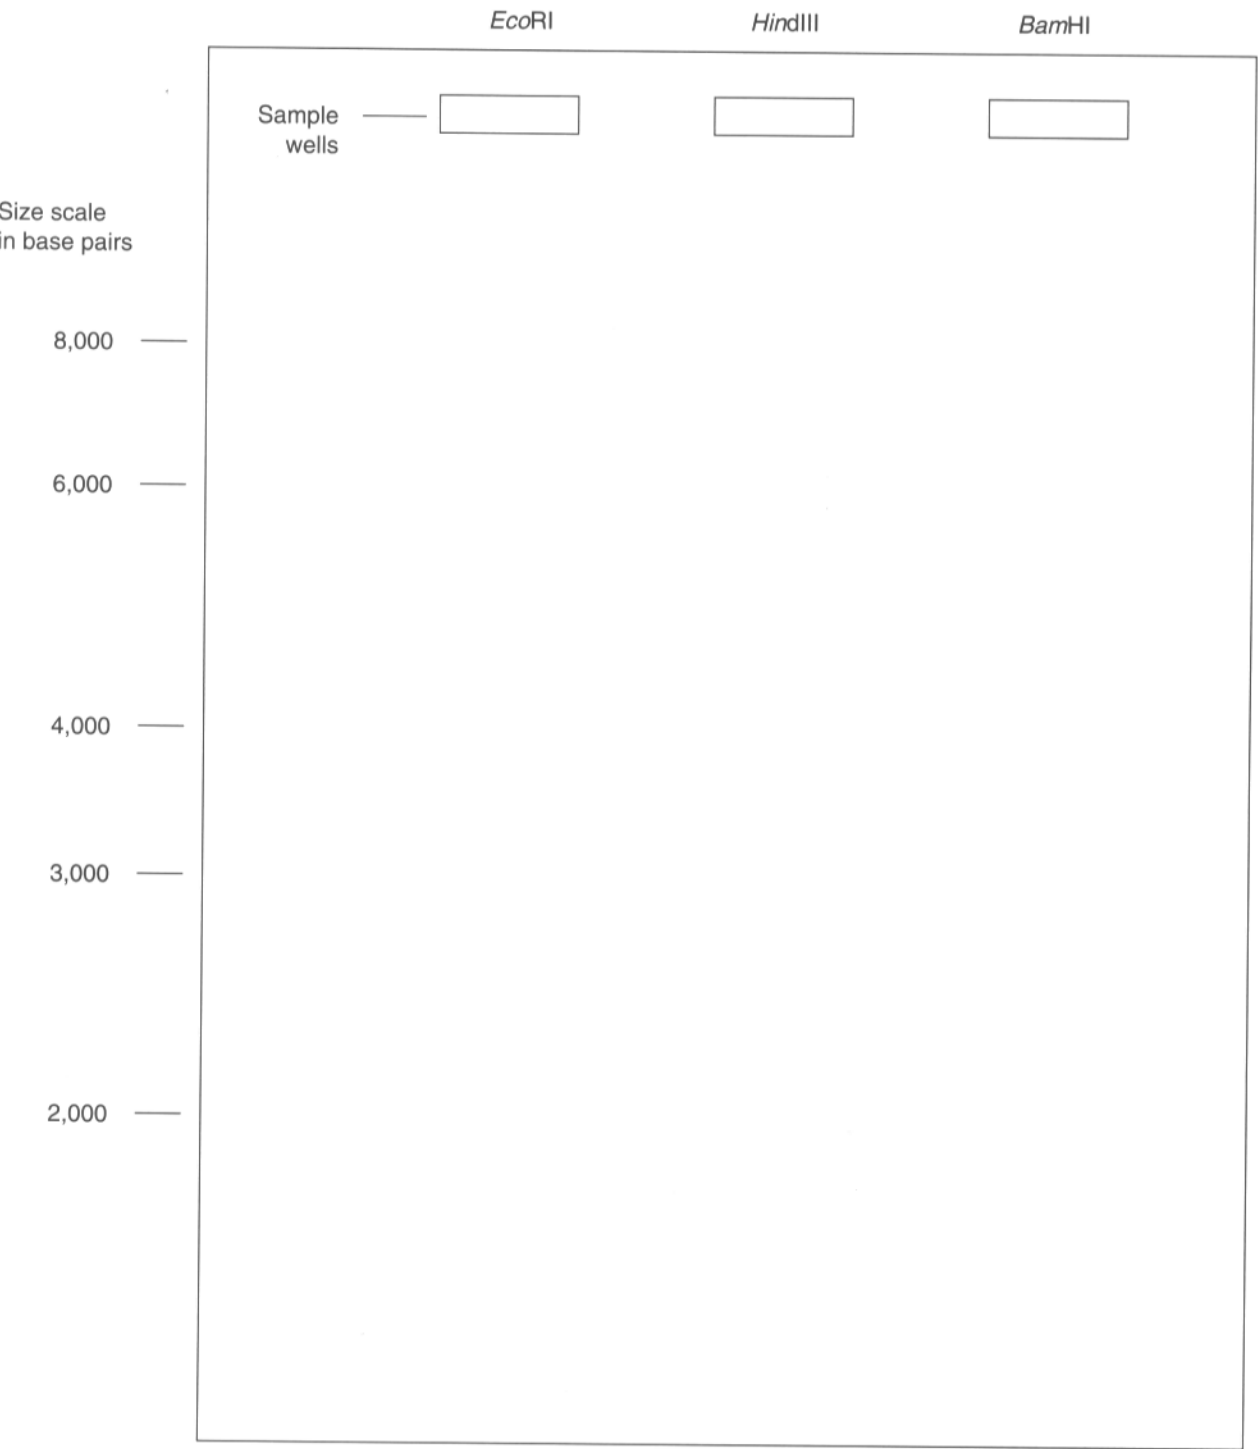 EcoRI HindIII BamHI
Sample
wells
Size scale
in base pairs
8,000
6,000
4,000
3,000
2,000